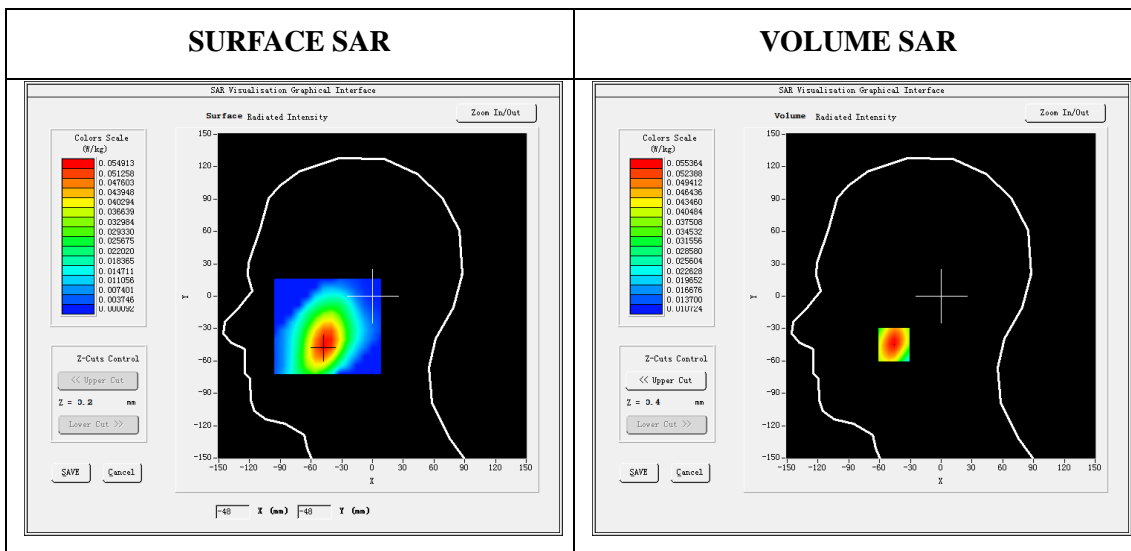 SURFACE SAR
VOLUME SAR
SAR Visualisation Graphical Interface
Surface Radiated Intensity
Zoom In/Out
Colors Scale
(W/kg)
0.054913
0.051258
0.047603
0.043948
0.040294
0.036639
0.032984
0.029330
0.025675
0.022020
0.018365
0.014711
0.011056
0.007401
0.003746
0.000092
150
120
90
60
30
0
-30
-60
-90
-120
-150
Y
-150 -120 -90 -60 -30 0 30 60 90 120 150
X
Z-Cuts Control
<< Upper Cut
Z = 0.2 mm
Lower Cut >>
SAVE Cancel
-48 X (mm) -48 Y (mm)
SAR Visualisation Graphical Interface
Volume Radiated Intensity
Zoom In/Out
Colors Scale
(W/kg)
0.055364
0.052388
0.049412
0.046436
0.043460
0.040484
0.037508
0.034532
0.031556
0.028580
0.025604
0.022628
0.019652
0.016676
0.013700
0.010724
150
120
90
60
30
0
-30
-60
-90
-120
-150
Y
-150 -120 -90 -60 -30 0 30 60 90 120 150
X
Z-Cuts Control
<< Upper Cut
Z = 0.4 mm
Lower Cut >>
SAVE Cancel